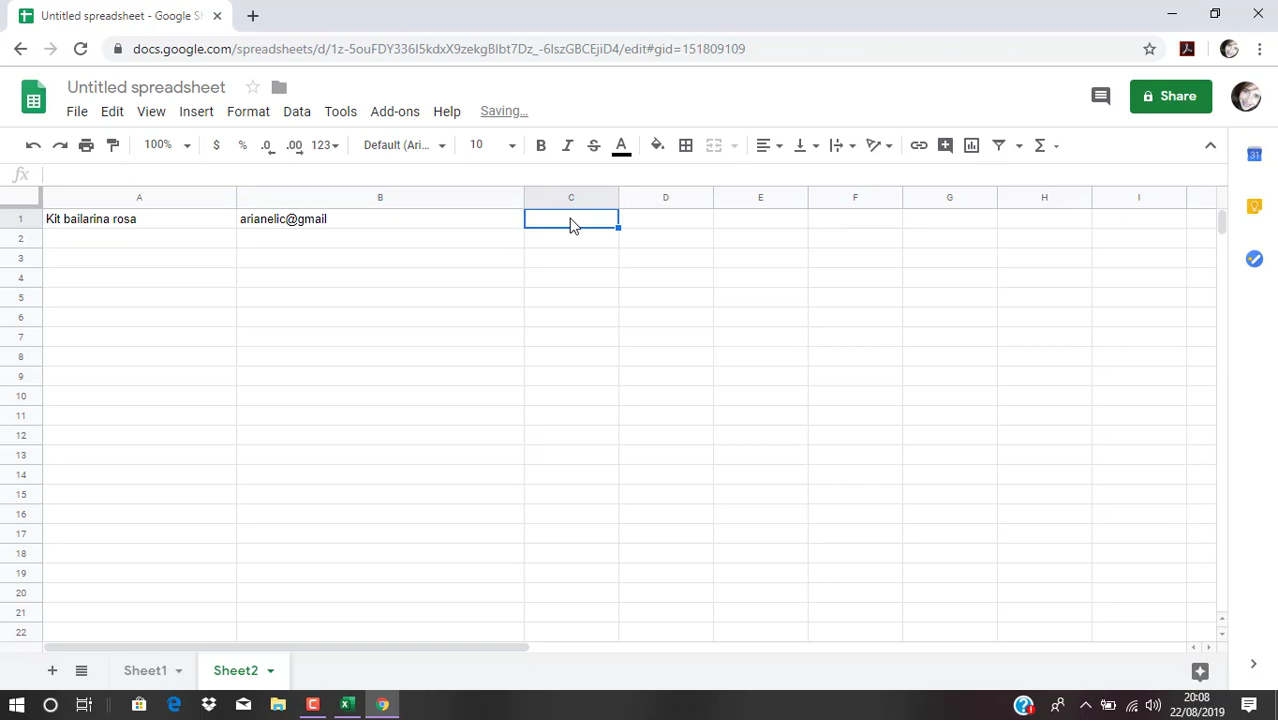 Untitled spreadsheet - Google Sh
docs.google.com/spreadsheets/d/1z-5ouFDY336I5kdxX9zekgBlbt7Dz_-6lszGBCEjiD4/edit#gid=151809109
Untitled spreadsheet
File Edit View Insert Format Data Tools Add-ons Help Saving...
Share
100% $ % .0 .00 123 Default (Ari... 10 B I S A
fx
A B C D E F G H I
1 Kit bailarina rosa arianelic@gmail
2
3
4
5
6
7
8
9
10
11
12
13
14
15
16
17
18
19
20
21
22
Sheet1 Sheet2
20:08
22/08/2019